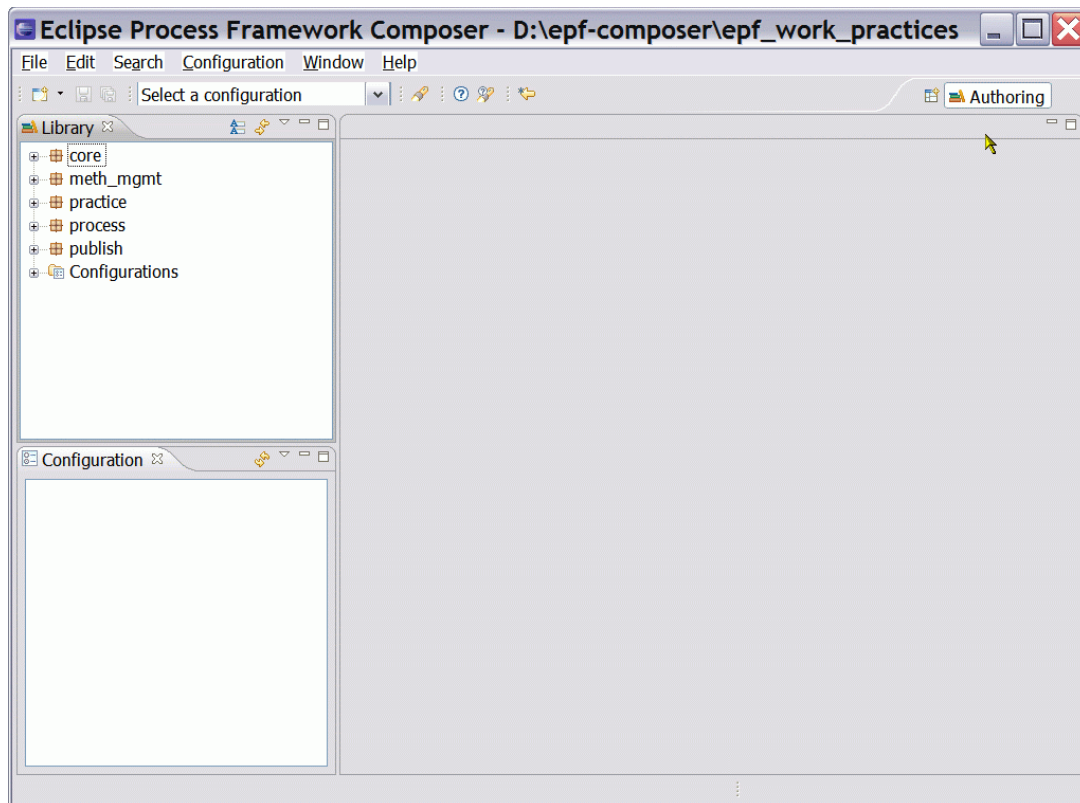 Eclipse Process Framework Composer - D:\epf-composer\epf_work_practices
File Edit Search Configuration Window Help
Select a configuration
Authoring
Library
core
meth_mgmt
practice
process
publish
Configurations
Configuration